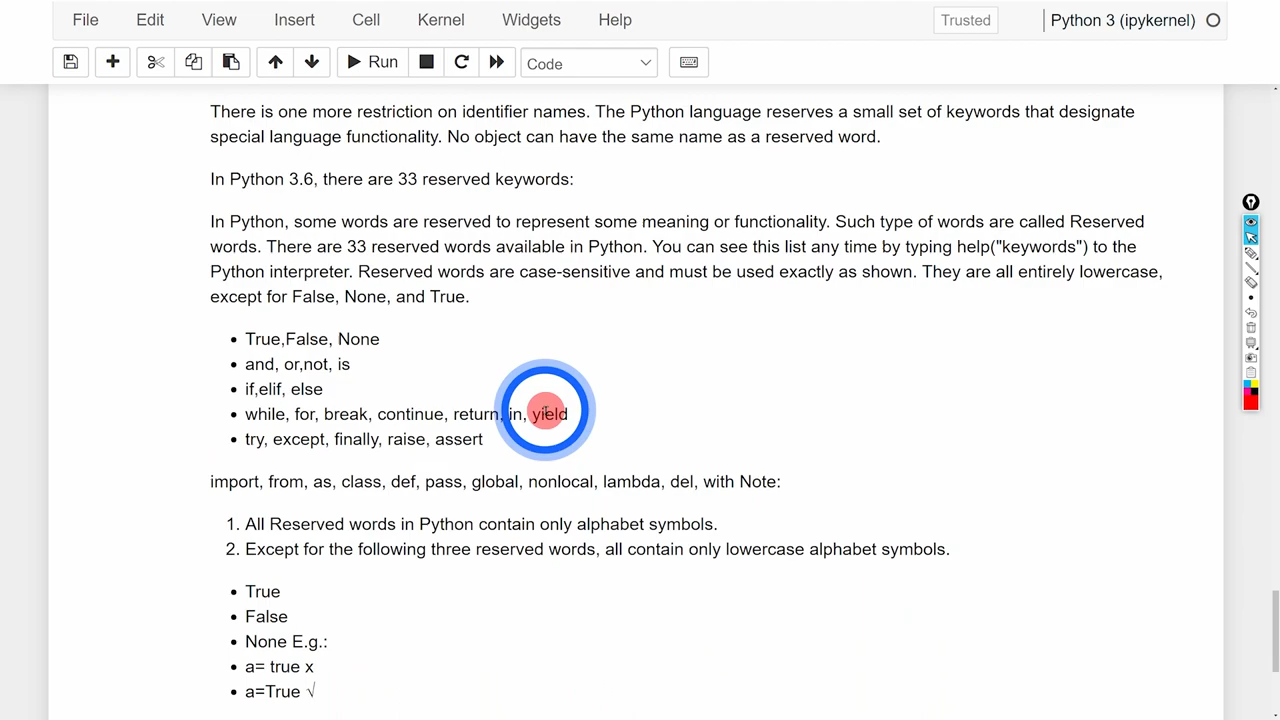 File Edit View Insert Cell Kernel Widgets Help Trusted Python 3 (ipykernel)
Run Code
There is one more restriction on identifier names. The Python language reserves a small set of keywords that designate
special language functionality. No object can have the same name as a reserved word.
In Python 3.6, there are 33 reserved keywords:
In Python, some words are reserved to represent some meaning or functionality. Such type of words are called Reserved
words. There are 33 reserved words available in Python. You can see this list any time by typing help("keywords") to the
Python interpreter. Reserved words are case-sensitive and must be used exactly as shown. They are all entirely lowercase,
except for False, None, and True.
• True,False, None
• and, or,not, is
• if,elif, else
• while, for, break, continue, return, in, yield
• try, except, finally, raise, assert
import, from, as, class, def, pass, global, nonlocal, lambda, del, with Note:
1. All Reserved words in Python contain only alphabet symbols.
2. Except for the following three reserved words, all contain only lowercase alphabet symbols.
• True
• False
• None E.g.:
• a= true x
• a=True √